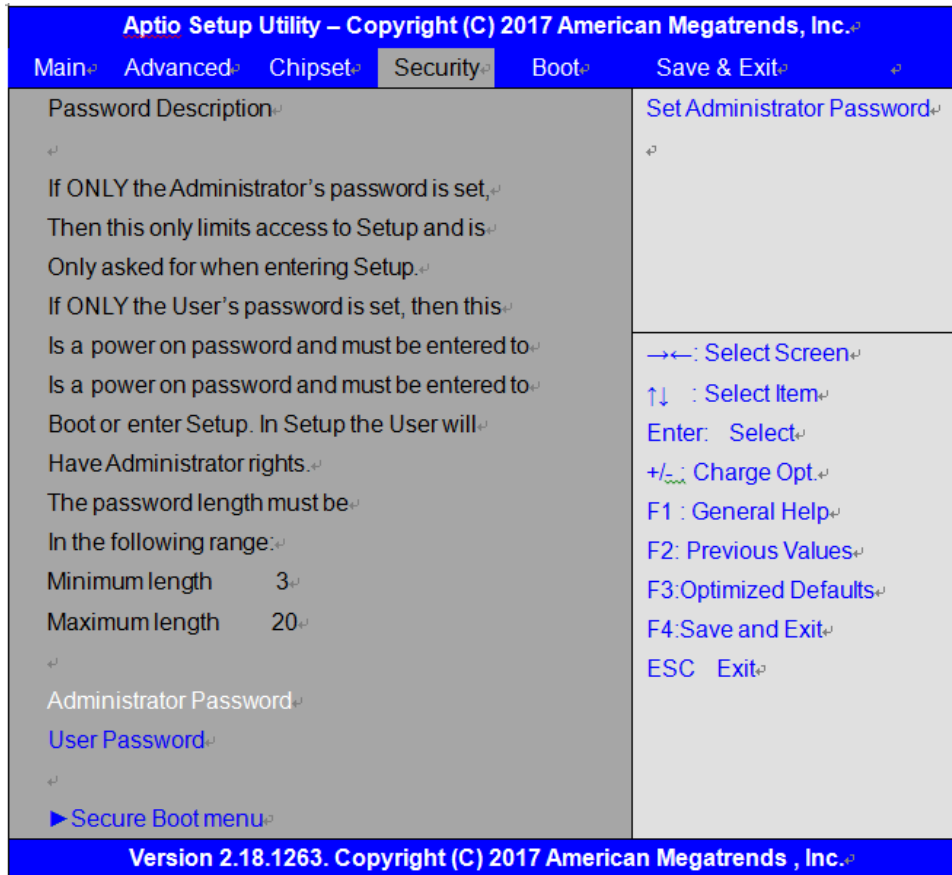 Aptio Setup Utility – Copyright (C) 2017 American Megatrends, Inc.
Main Advanced Chipset Security Boot Save & Exit
Password Description
If ONLY the Administrator’s password is set,
Then this only limits access to Setup and is
Only asked for when entering Setup.
If ONLY the User’s password is set, then this
Is a power on password and must be entered to
Is a power on password and must be entered to
Boot or enter Setup. In Setup the User will
Have Administrator rights.
The password length must be
In the following range:
Minimum length 3
Maximum length 20
Administrator Password
User Password
►Secure Boot menu
Set Administrator Password
→←: Select Screen
↑↓ : Select Item
Enter: Select
+/- : Charge Opt.
F1 : General Help
F2: Previous Values
F3:Optimized Defaults
F4:Save and Exit
ESC Exit
Version 2.18.1263. Copyright (C) 2017 American Megatrends , Inc.